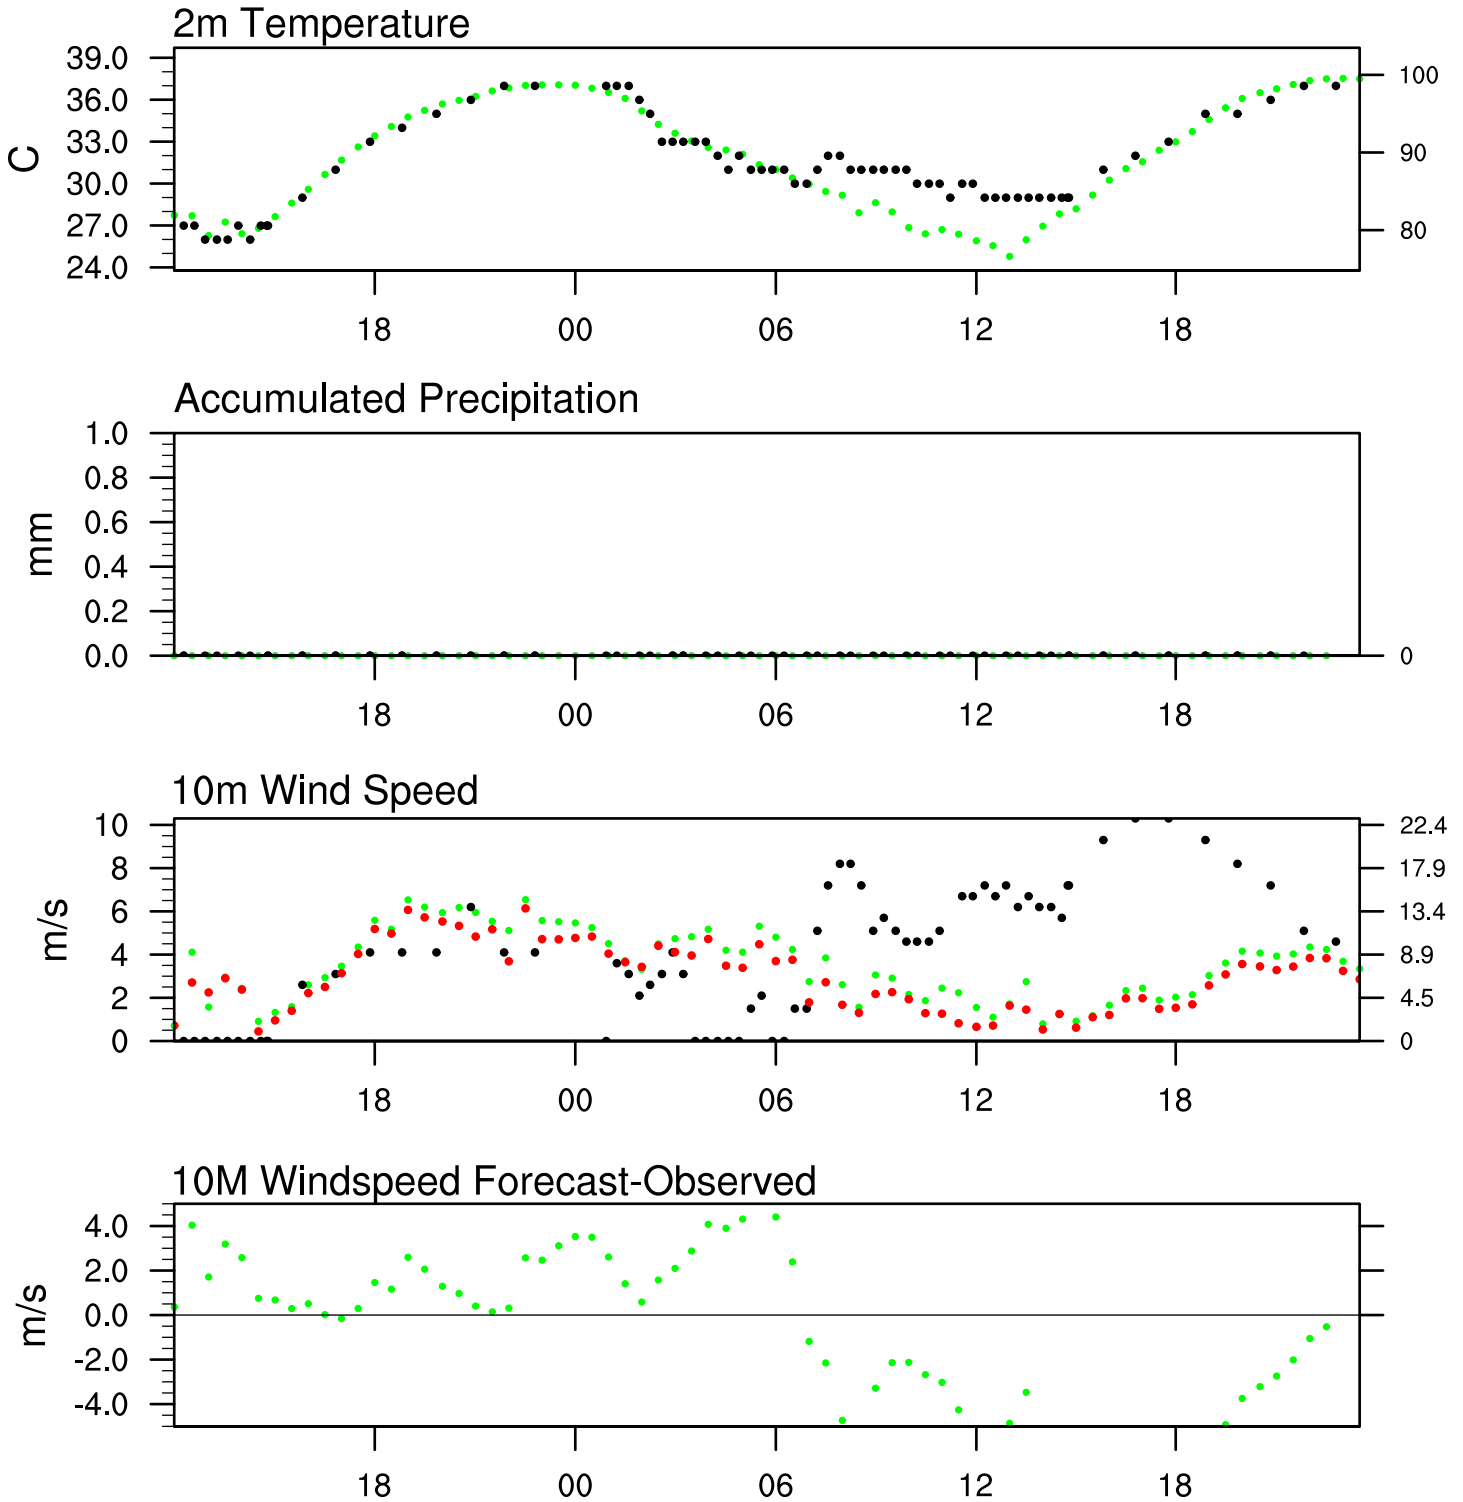 2m Temperature
39.0
36.0
33.0
30.0
27.0
24.0
C
100
90
80
18 00 06 12 18
Accumulated Precipitation
1.0
0.8
0.6
0.4
0.2
0.0
mm
0
18 00 06 12 18
10m Wind Speed
10
8
6
4
2
0
m/s
22.4
17.9
13.4
8.9
4.5
0
18 00 06 12 18
10M Windspeed Forecast-Observed
4.0
2.0
0.0
-2.0
-4.0
m/s
18 00 06 12 18